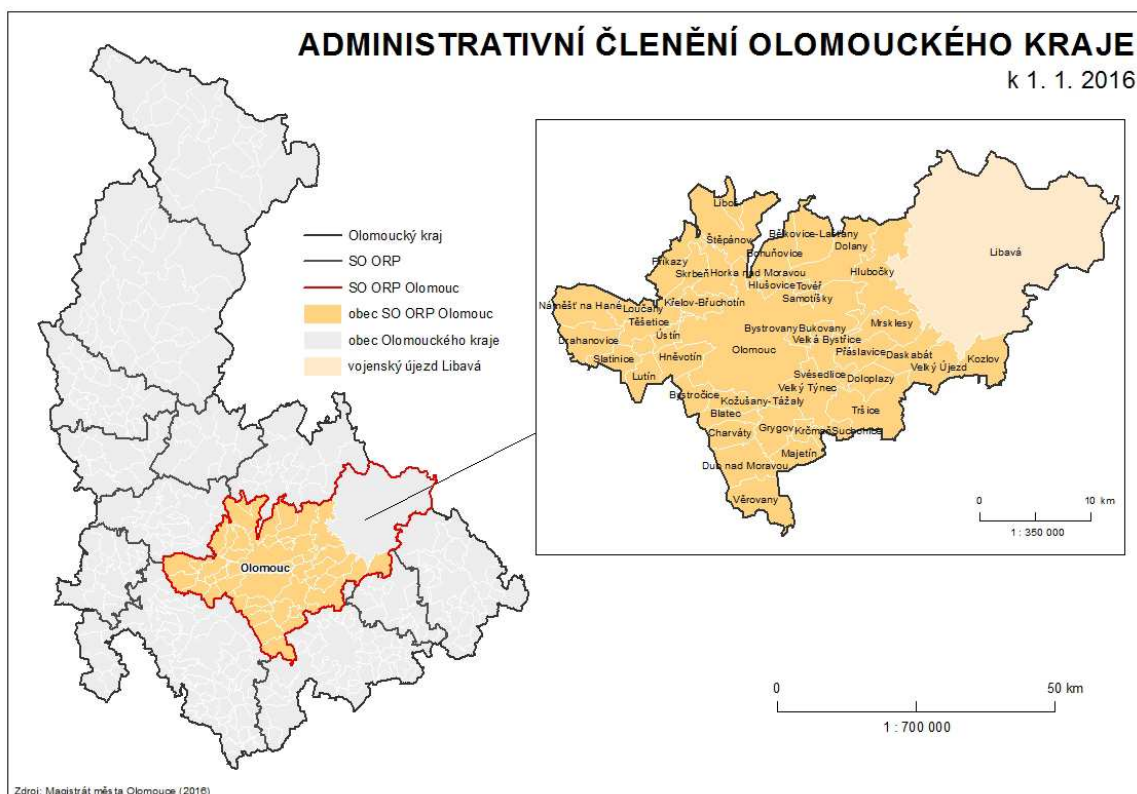 ADMINISTRATIVNÍ ČLENĚNÍ OLOMOUCKÉHO KRAJE
k 1. 1. 2016
Olomoucký kraj
SO ORP
SO ORP Olomouc
obec SO ORP Olomouc
obec Olomouckého kraje
vojenský újezd Libavá
Olomouc
Liboš
Štěpánov
Bělkovice-Lašťany
Dolany
Bohuňovice
Libavá
Příkazy
Skrbeň
Horka nad Moravou
Hlubočky
Hlušovice
Tovéř
Samotišky
Náměšť na Hané
Loučany
Křelov-Břuchotín
Těšetice
Ústín
Bystrovany
Bukovany
Mrsklesy
Drahanovice
Velká Bystřice
Slatinice
Hněvotín
Olomouc
Přáslavice
Daskabát
Kozlov
Velký Újezd
Lutín
Svésedlice
Doloplazy
Velký Týnec
Bystročice
Kožušany-Tážaly
Blatec
Tršice
Charváty
Grygov
Krčmaň
Suchonice
Majetín
Dub nad Moravou
Věrovany
0 10 km
1 : 350 000
0 50 km
1 : 700 000
Zdroj: Magistrát města Olomouce (2016)